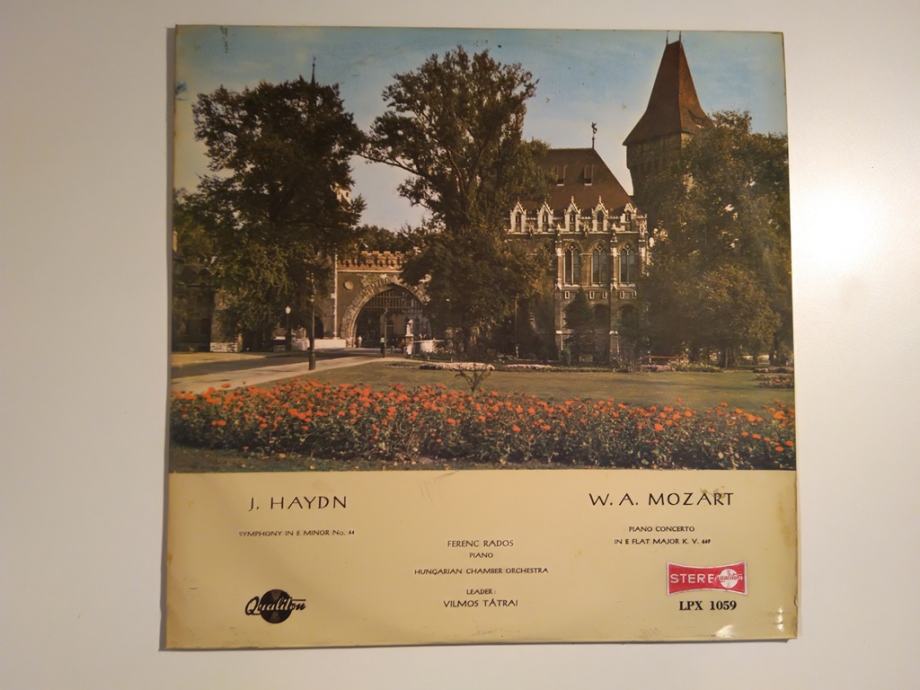 J. HAYDN
SYMPHONY IN E MINOR No. 44
W. A. MOZART
PIANO CONCERTO
IN E FLAT MAJOR K. V. 449
FERENC RADOS
PIANO
HUNGARIAN CHAMBER ORCHESTRA
LEADER:
VILMOS TÁTRAI
Qualiton
STEREO
LPX 1059